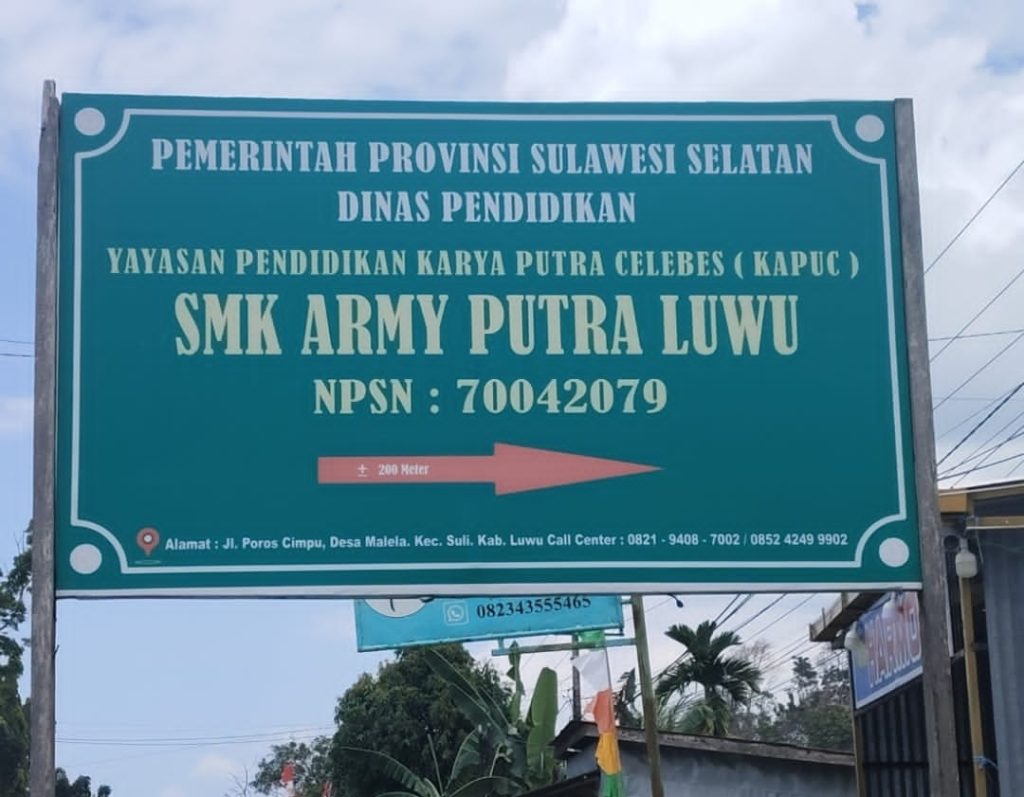 PEMERINTAH PROVINSI SULAWESI SELATAN
DINAS PENDIDIKAN
YAYASAN PENDIDIKAN KARYA PUTRA CELEBES ( KAPUC )
SMK ARMY PUTRA LUWU
NPSN : 70042079
± 200 Meter
Alamat : Jl. Poros Cimpu, Desa Malela. Kec. Suli. Kab. Luwu Call Center : 0821 - 9408 - 7002 / 0852 4249 9902
082343555465